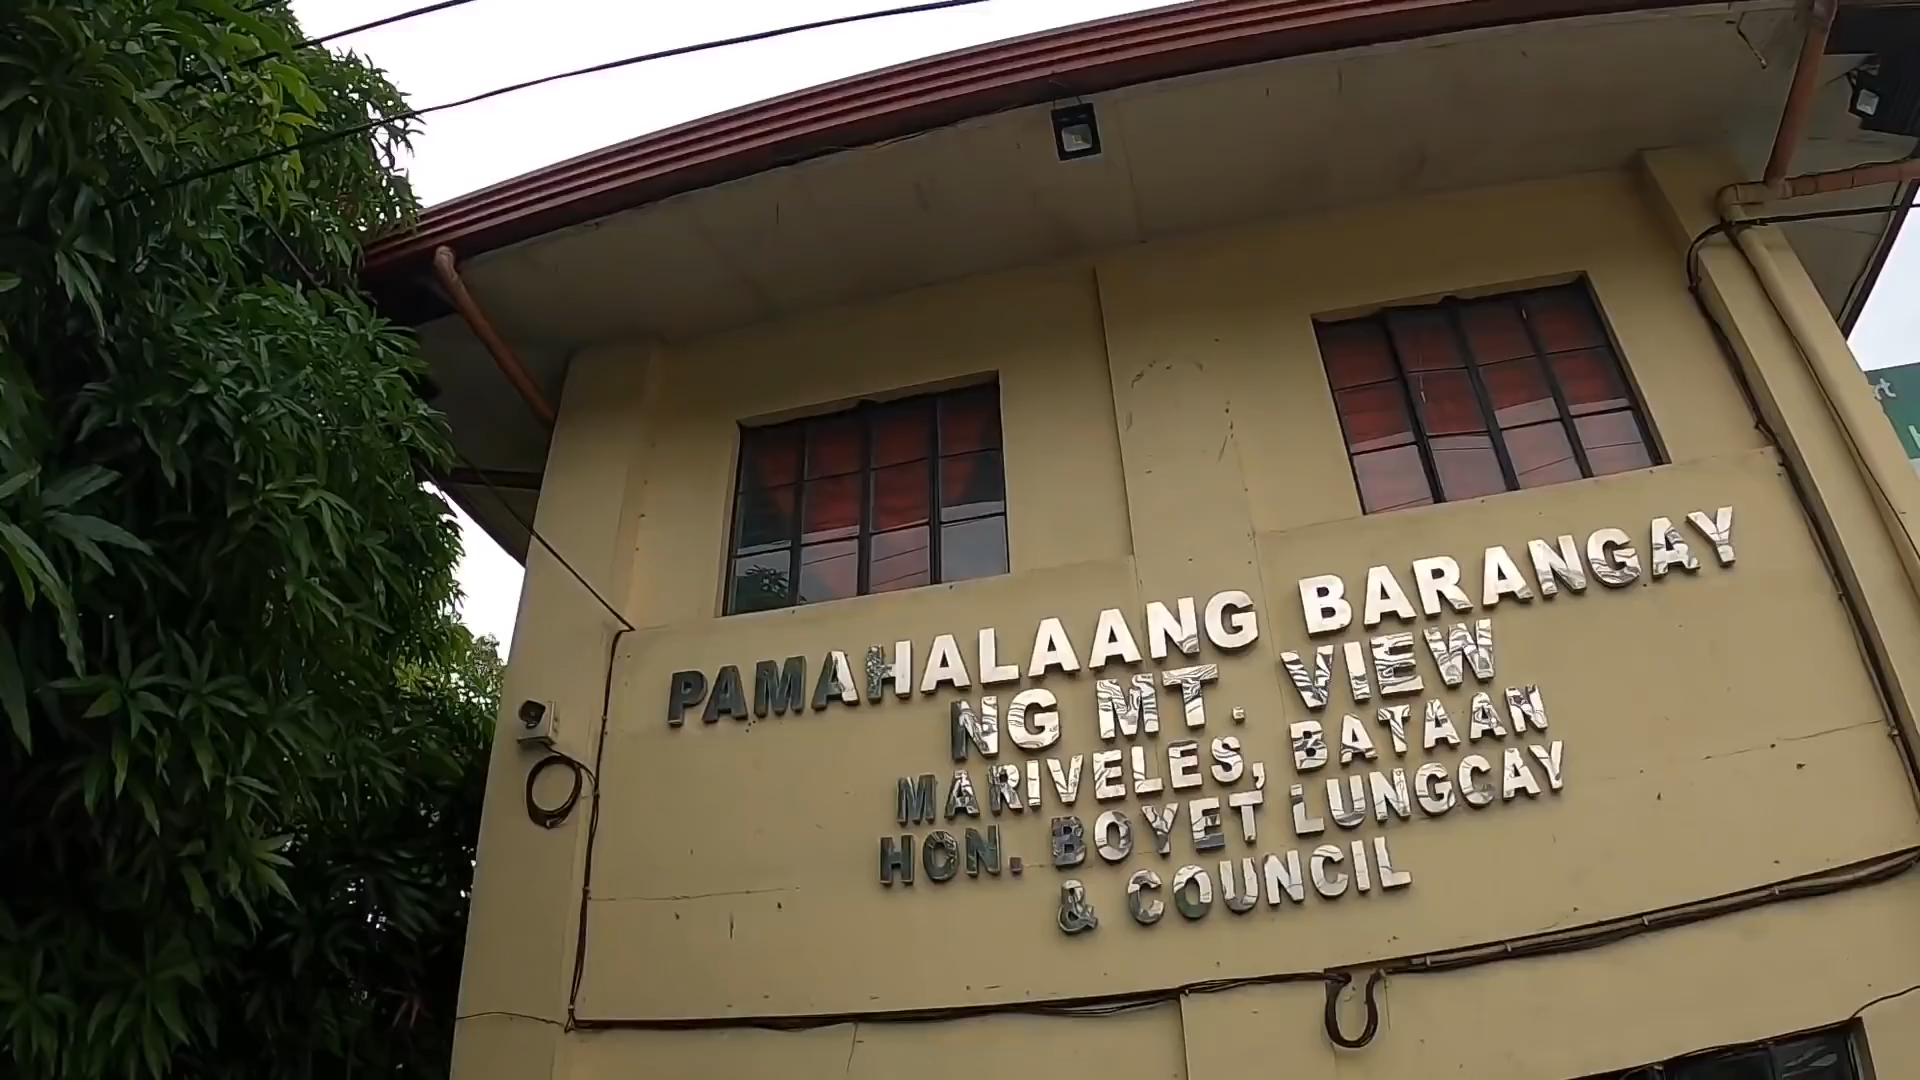 PAMAHALAANG BARANGAY
NG MT. VIEW
MARIVELES, BATAAN
HON. BOYET LUNGCAY
& COUNCIL